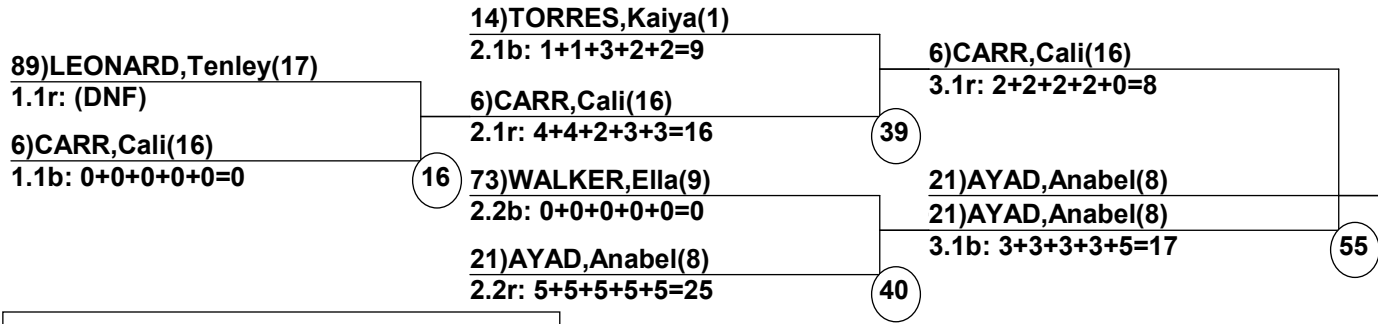 89)LEONARD,Tenley(17)
1.1r: (DNF)
6)CARR,Cali(16)
1.1b: 0+0+0+0+0=0
16
14)TORRES,Kaiya(1)
2.1b: 1+1+3+2+2=9
6)CARR,Cali(16)
2.1r: 4+4+2+3+3=16
39
73)WALKER,Ella(9)
2.2b: 0+0+0+0+0=0
21)AYAD,Anabel(8)
2.2r: 5+5+5+5+5=25
40
6)CARR,Cali(16)
3.1r: 2+2+2+2+0=8
21)AYAD,Anabel(8)
21)AYAD,Anabel(8)
3.1b: 3+3+3+3+5=17
55